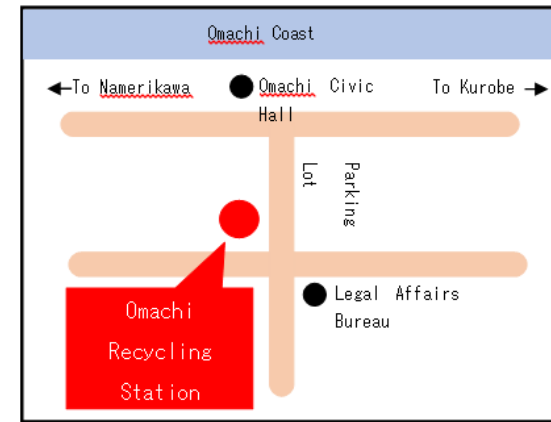 Omachi Coast
←To Namerikawa
Omachi Civic
Hall
To Kurobe →
Parking
Lot
Legal Affairs
Bureau
Omachi
Recycling
Station